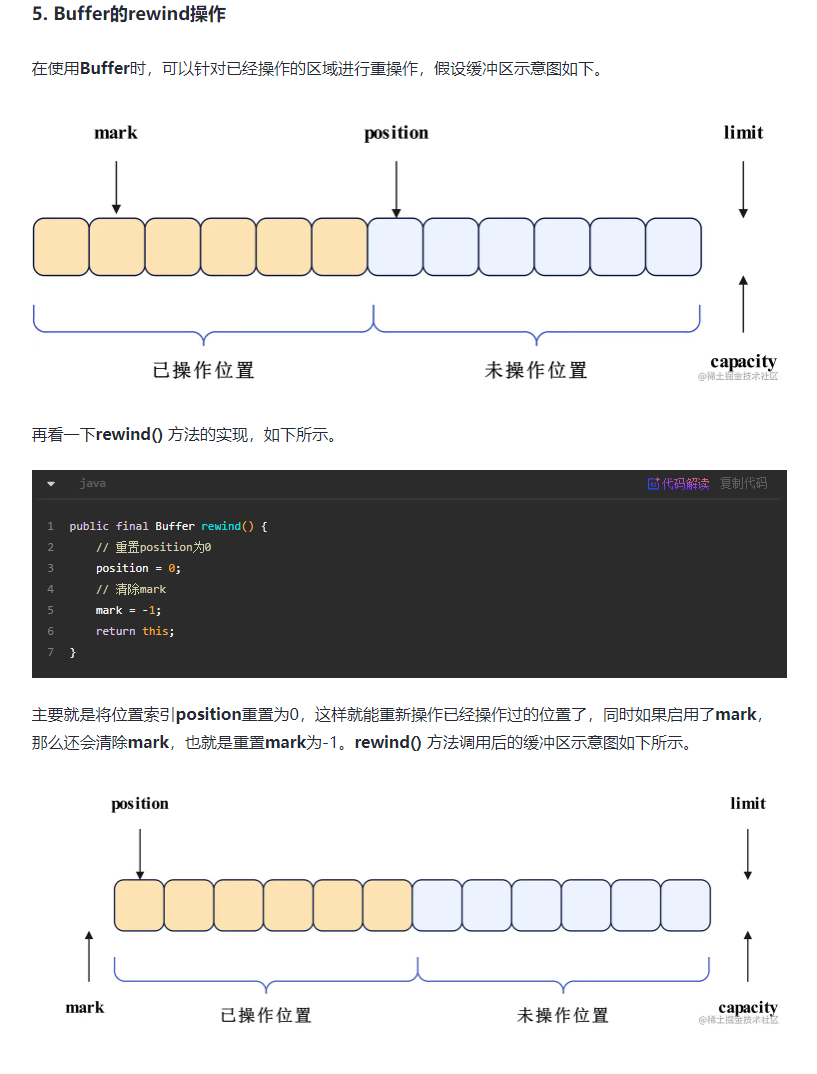 5. Buffer的rewind操作
在使用Buffer时，可以针对已经操作的区域进行重操作，假设缓冲区示意图如下。
mark position limit
已操作位置 未操作位置
capacity
@稀土掘金技术社区
再看一下rewind() 方法的实现，如下所示。
java 代码解读 复制代码
1 public final Buffer rewind() {
2 // 重置position为0
3 position = 0;
4 // 清除mark
5 mark = -1;
6 return this;
7 }
主要就是将位置索引position重置为0，这样就能重新操作已经操作过的位置了，同时如果启用了mark，
那么还会清除mark，也就是重置mark为-1。rewind() 方法调用后的缓冲区示意图如下所示。
position limit
mark capacity
已操作位置 未操作位置
@稀土掘金技术社区